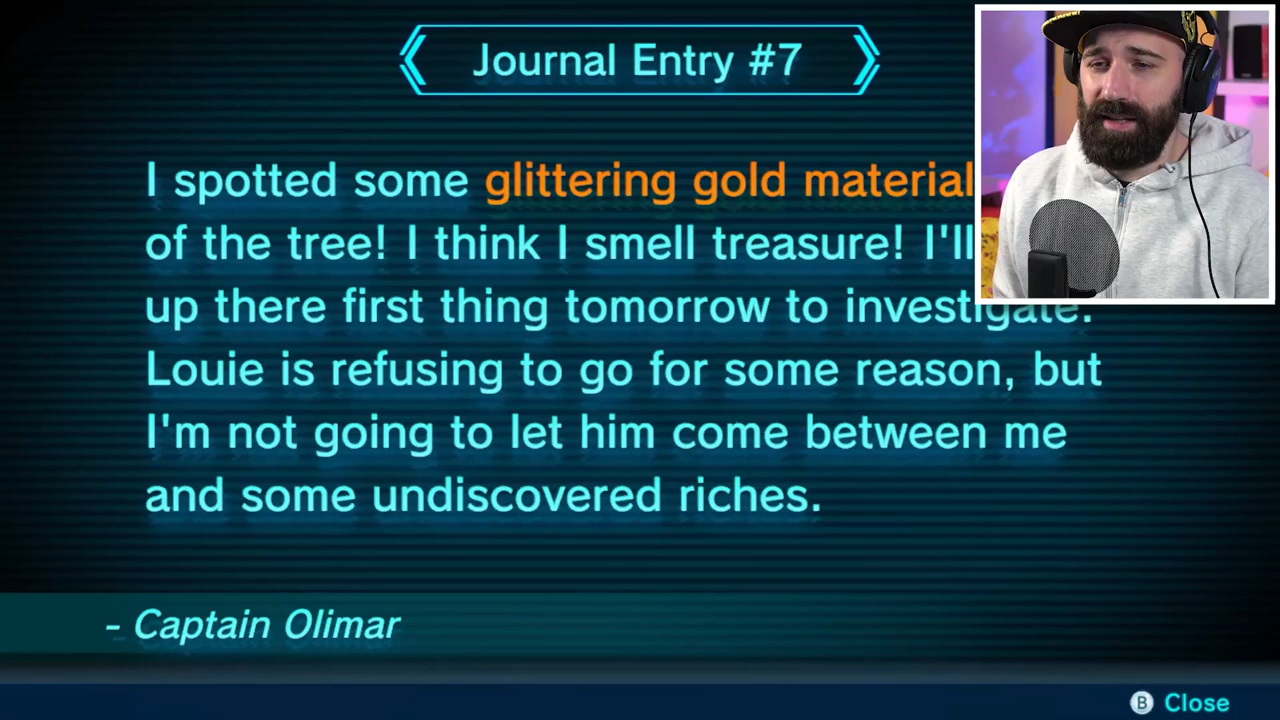 Journal Entry #7
I spotted some glittering gold material
of the tree! I think I smell treasure! I'll
up there first thing tomorrow to investigate.
Louie is refusing to go for some reason, but
I'm not going to let him come between me
and some undiscovered riches.
- Captain Olimar
B Close